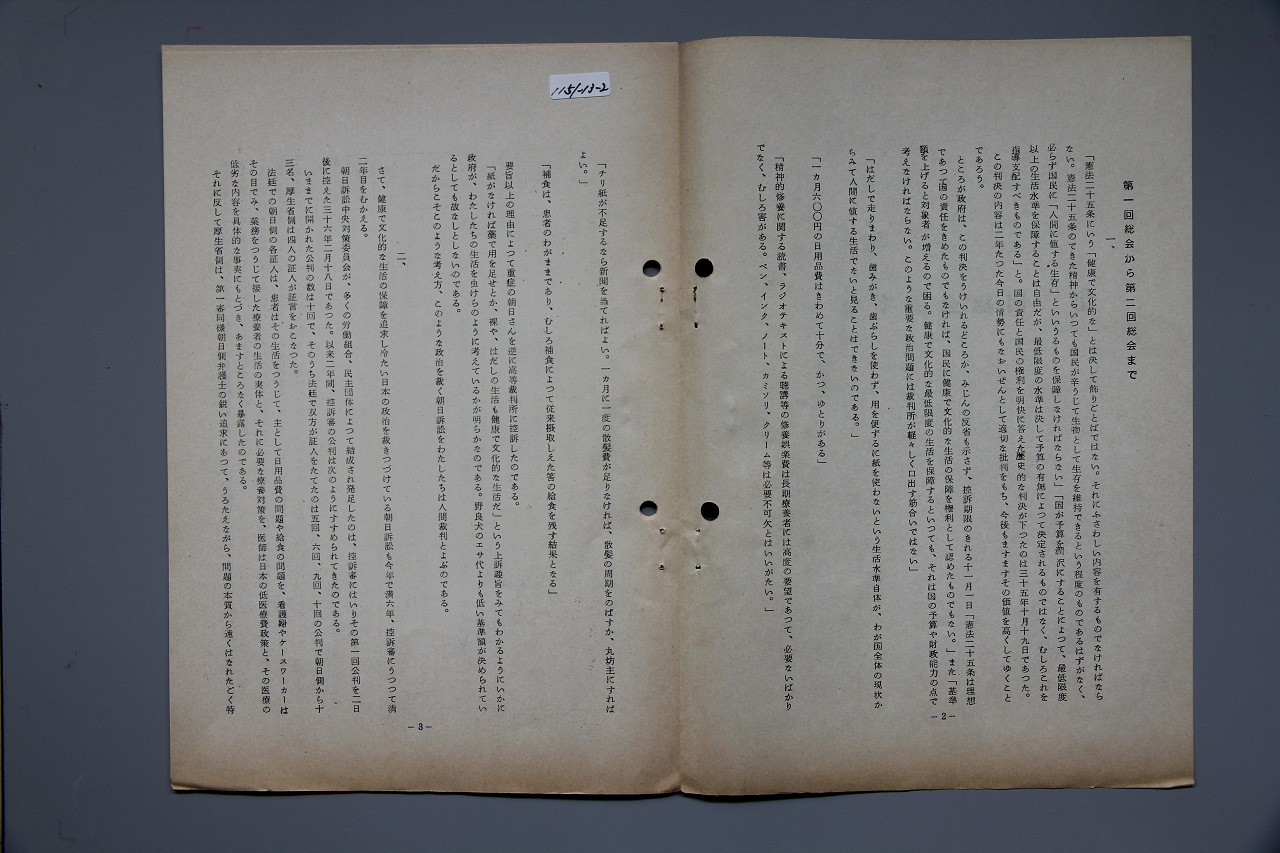 第一回総会から第二回総会まで
一、
「憲法二十五条にいう「健康で文化的な」とは決して飾りことばではない。それにふさわしい内容を有するものでなければなら
ない。憲法二十五条のできた精神からいつても国民が辛うじて生物として生存を維持できるという程度のものであるはずがなく、
必らず国民に「人間に値する生存」といいうるものを保障しなければならない」「国が予算を潤沢にすることによつて、最低限度
以上の生活水準を保障することは自由だが、最低限度の水準は決して予算の有無によつて決定されるものではなく、むしろこれを
指導支配すべきものである」と。国の責任と国民の権利を明快に答えた歴史的な判決が下つたのは三十五年十月十九日であつた。
この判決の内容は二年たつた今日の情勢にもなおいぜんとして適切な批判をもち、今後もますますその価値を高くしてゆくこと
であろう。
ところが政府は、この判決をうけいれるどころか、みじんの反省も示さず、控訴期限のきれる十一月一日「憲法二十五条は理想
であつて国の責任をきめたものでもなければ、国民に健康で文化的な生活の保障を権利として認めたものでもない。」また「基準
額を上げると対象者が増えるので困る。健康で文化的な最低限度の生活を保障するといつても、それは国の予算や財政能力の点で
考えなければならない。このような重要な政治問題には裁判所が軽々しく口出す筋合いではない」
「はだしで走りまわり、歯みがき、歯ぶらしを使わず、用を便ずるに紙を使わないという生活水準自体が、わが国全体の現状か
ちみて人間に値する生活でないと見ることはできないのである。」
「一カ月六〇〇円の日用品費はきわめて十分で、かつ、ゆとりがある」
「精神的修養に関する読書、ラジオテキストによる聴講等の修養娯楽費は長期療養者には高度の要望であつて、必要ないばかり
でなく、むしろ害がある。ペン、インク、ノート、カミソリ、クリーム等は必要不可欠とはいいがたい。」
－2－
1151-13-2
「チリ紙が不足するなら新聞を当てればよい。一カ月に一度の散髪費が足りなければ、散髪の周期をのばすか、丸坊主にすれば
よい。」
「補食は、患者のわがままであり、むしろ補食によつて従来摂取しえた筈の給食を残す結果となる」
要旨以上の理由によつて重症の朝日さんを逆に高等裁判所に控訴したのである。
「紙がなければ藁で用を足せとか、裸や、はだしの生活も健康で文化的な生活だ」という上訴趣旨をみてもわかるようにいかに
政府が、わたしたちの生活を虫けらのように考えているかが明らかなのである。野良犬のエサ代よりも低い基準額が決められてい
るとしても故なしとしないのである。
だからこそこのような考え方、このような政治を裁く朝日訴訟をわたしたちは人間裁判とよぶのである。
二、
さて、健康で文化的な生活の保障を追求し冷たい日本の政治を裁きつづけている朝日訴訟も今年で満六年、控訴審にうつつて満
二年目をむかえる。
朝日訴訟中央対策委員会が、多くの労働組合、民主団体によつて結成され発足したのは、控訴審にはいりその第一回公判を二日
後に控えた三十六年二月十八日であつた。以来二年間、控訴審の公判は次のようにすすめられてきたのである。
いままでに開かれた公判の数は十回で、そのうち法廷で双方が証人をたてたのは五回、六回、九回、十回の公判で朝日側から十
三名、厚生省側は四人の証人が証言をおこなつた。
法廷での朝日側の各証人は、患者はその生活をつうじて、主として日用品費の問題や給食の問題を、看護婦やケースワーカーは
その目でみ、業務をつうじて接した療養者の生活の実体と、それに必要な療養対策を、医師は日本の低医療費政策と、その医療の
低劣な内容を具体的な事実にもとづき、あますところなく暴露したのである。
それに反して厚生省側は、第一審同様朝日側弁護士の鋭い追求にあつて、うろたえながら、問題の本質から遠くはなれたごく特
－3－